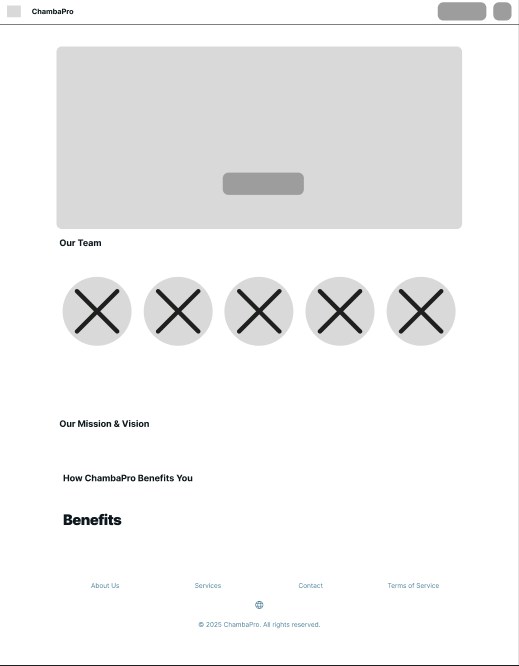 ChambaPro
Our Team
Our Mission & Vision
How ChambaPro Benefits You
Benefits
About Us Services Contact Terms of Service
© 2025 ChambaPro. All rights reserved.